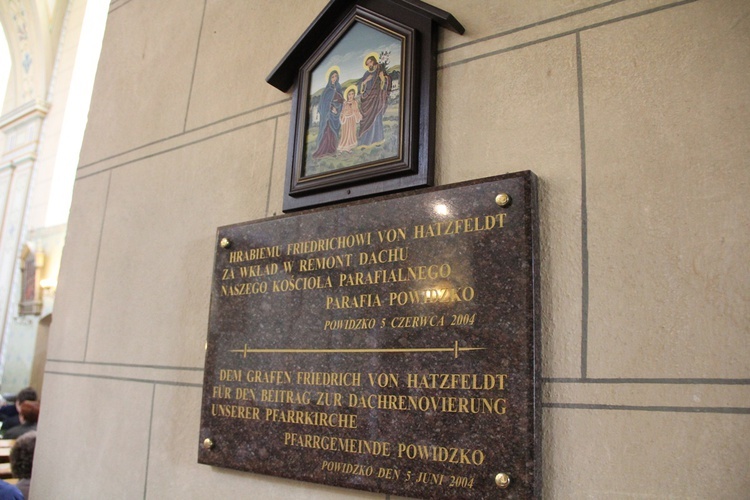 HRABIEMU FRIEDRICHOWI VON HATZFELDT
ZA WKŁAD W REMONT DACHU
NASZEGO KOŚCIOŁA PARAFIALNEGO
PARAFIA POWIDZKO
POWIDZKO 5 CZERWCA 2004
DEM GRAFEN FRIEDRICH VON HATZFELDT
FÜR DEN BEITRAG ZUR DACHRENOVIERUNG
UNSERER PFARRKIRCHE
PFARRGEMEINDE POWIDZKO
POWIDZKO DEN 5 JUNI 2004